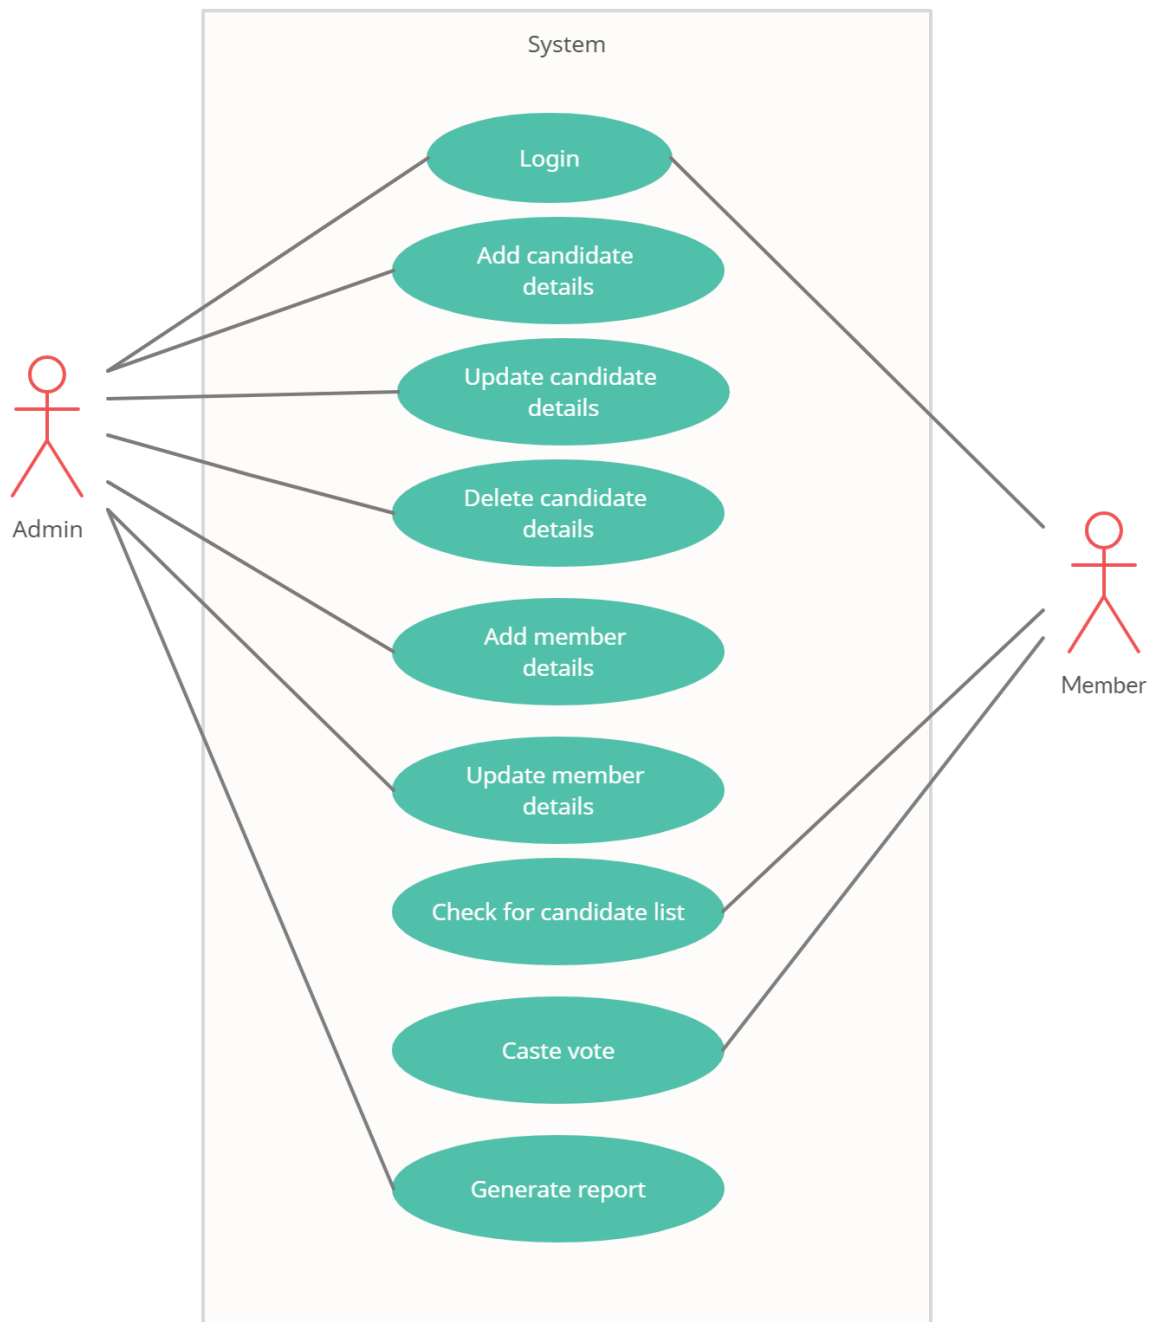 System
Login
Add candidate
details
Update candidate
details
Delete candidate
details
Admin
Add member
details
Member
Update member
details
Check for candidate list
Caste vote
Generate report